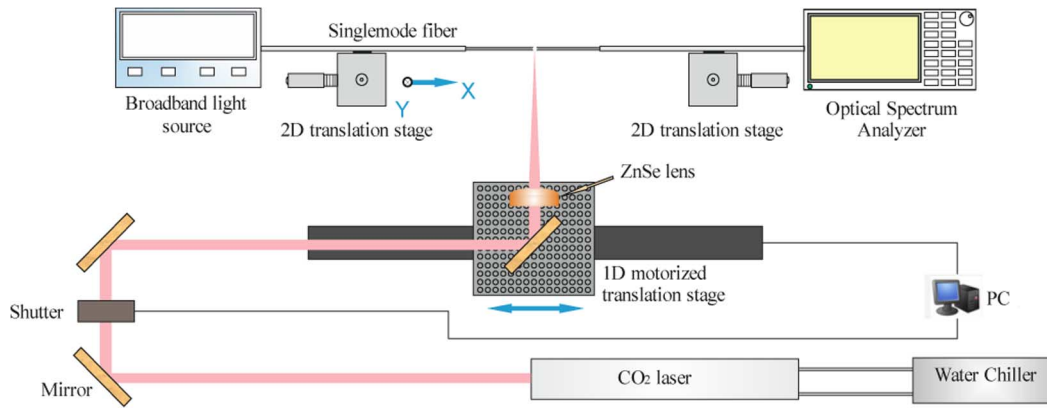 Singlemode fiber
Broadband light
source
2D translation stage
Y
X
2D translation stage
Optical Spectrum
Analyzer
ZnSe lens
1D motorized
translation stage
PC
Shutter
Mirror
CO₂ laser
Water Chiller